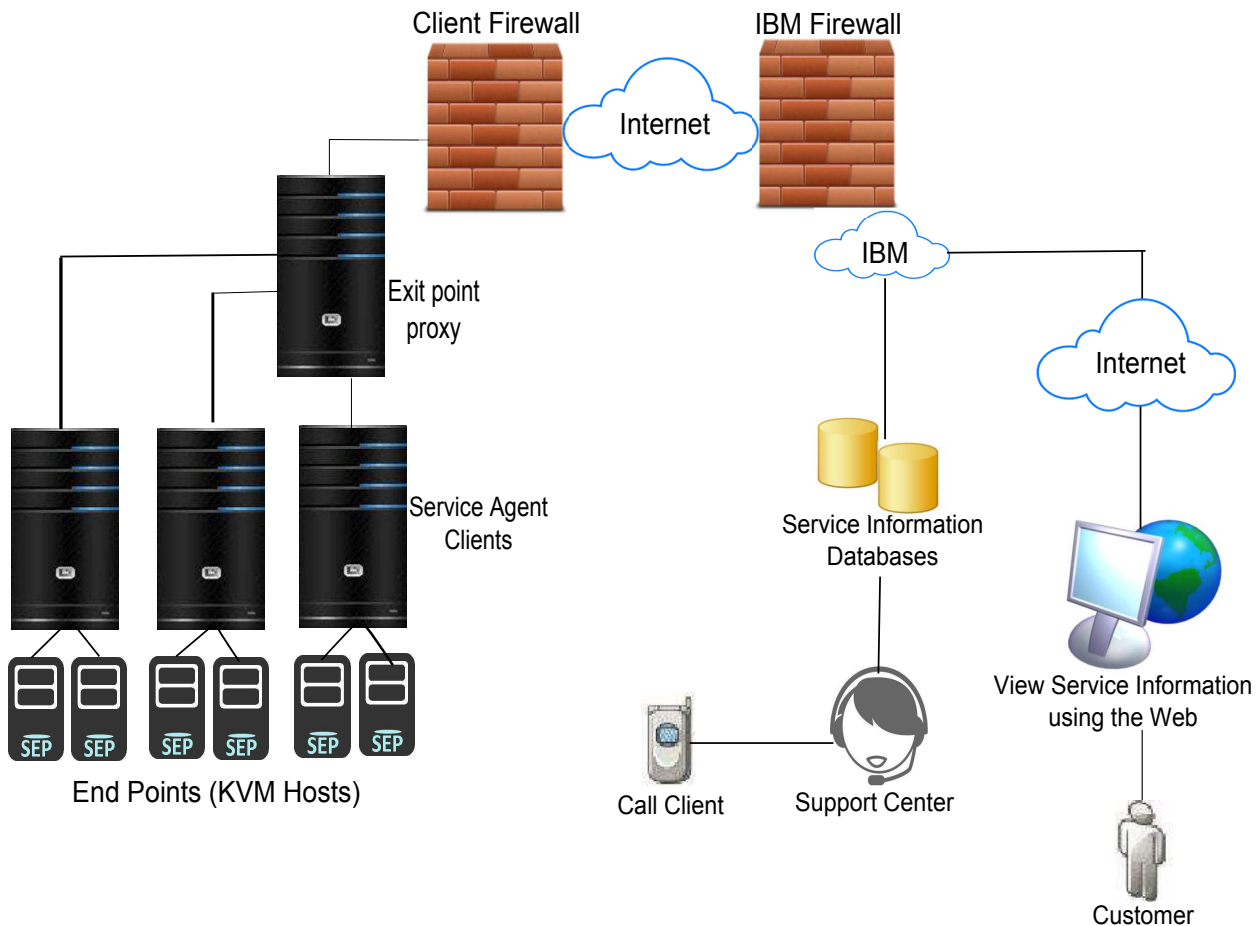 Client Firewall
IBM Firewall
Internet
IBM
Exit point
proxy
Internet
Service Agent
Clients
Service Information
Databases
SEP
SEP
SEP
SEP
SEP
SEP
End Points (KVM Hosts)
View Service Information
using the Web
Call Client
Support Center
Customer